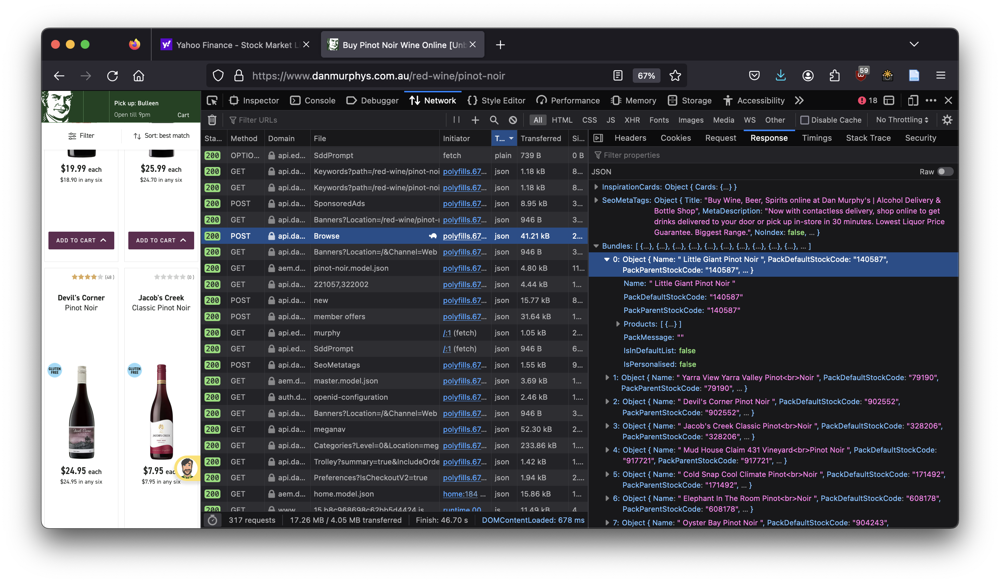 Yahoo Finance - Stock Market Li
Buy Pinot Noir Wine Online [Unb
https://www.danmurphys.com.au/red-wine/pinot-noir
67%
59
Pick up: Bulleen
Open till 9pm
Cart
Filter
Sort: best match
$19.99 each
$18.90 in any six
$25.99 each
$24.70 in any six
ADD TO CART
ADD TO CART
(48)
(0)
Devil's Corner
Pinot Noir
Jacob's Creek
Classic Pinot Noir
GLUTEN
FREE
GLUTEN
FREE
Devil's Corner
TASMANIA
JACOB'S CREEK
PINOT NOIR
$24.95 each
$24.95 in any six
$7.95 eac
$7.95 in any six
Inspector Console Debugger Network Style Editor Performance Memory Storage Accessibility 18
Filter URLs All HTML CSS JS XHR Fonts Images Media WS Other Disable Cache No Throttling
Sta... Method Domain File Initiator T... Transferred Si...
200 OPTIO... api.ed... SddPrompt fetch plain 739 B 0 B
200 GET api.da... Keywords?path=/red-wine/pinot-noi polyfills.67... json 1.18 kB 8...
200 GET api.da... Keywords?path=/red-wine/pinot-noi polyfills.67... json 1.18 kB 8...
200 POST api.da... SponsoredAds polyfills.67... json 8.95 kB 3...
200 GET api.da... Banners?Location=/red-wine/pinot-n polyfills.67... json 946 B 3...
200 POST api.da... Browse polyfills.67... json 41.21 kB 2...
200 GET api.da... Banners?Location=/&Channel=Web polyfills.67... json 946 B 3...
200 GET aem.d... pinot-noir.model.json polyfills.67... json 4.80 kB 11...
200 GET api.da... 221057,322002 polyfills.67... json 4.44 kB 1...
200 POST api.da... new polyfills.67... json 15.77 kB 8...
200 POST api.da... member offers polyfills.67... json 31.64 kB 1...
200 GET api.ed... murphy /:1 (fetch) json 1.05 kB 2...
200 GET api.ed... SddPrompt /:1 (fetch) json 946 B 6...
200 POST api.da... SeoMetatags polyfills.67... json 1.55 kB 9...
200 GET aem.d... master.model.json polyfills.67... json 3.69 kB 1...
200 GET auth.d... openid-configuration polyfills.67... json 2.46 kB 1....
200 GET api.da... Banners?Location=/&Channel=Web polyfills.67... json 946 B 3...
200 GET api.da... meganav polyfills.67... json 52.30 kB 2...
200 GET api.da... Categories?Level=0&Location=meg polyfills.67... json 233.86 kB 1....
200 GET api.da... Trolley?summary=true&IncludeOrde polyfills.67... json 1.42 kB 1....
200 GET api.da... Preferences?IsCheckoutV2=true polyfills.67... json 1.94 kB 2....
200 GET aem.d... home.model.json home:184 ... json 15.86 kB 1...
200 GET www 15.b8c968698c62bb5d4424.js runtime.00 js 11.49 kB 4
317 requests 17.26 MB / 4.05 MB transferred Finish: 46.70 s DOMContentLoaded: 678 ms
Headers Cookies Request Response Timings Stack Trace Security
Filter properties
JSON Raw
InspirationCards: Object { Cards: {…} }
SeoMetaTags: Object { Title: "Buy Wine, Beer, Spirits online at Dan Murphy's | Alcohol Delivery &
Bottle Shop", MetaDescription: "Now with contactless delivery, shop online to get
drinks delivered to your door or pick up in-store in 30 minutes. Lowest Liquor Price
Guarantee. Biggest Range.", NoIndex: false, … }
Bundles: [ {…}, {…}, {…}, {…}, {…}, {…}, {…}, {…}, {…}, {…}, … ]
0: Object { Name: " Little Giant Pinot Noir ", PackDefaultStockCode: "140587",
PackParentStockCode: "140587", … }
Name: " Little Giant Pinot Noir "
PackDefaultStockCode: "140587"
PackParentStockCode: "140587"
Products: [ {…} ]
PackMessage: ""
IsInDefaultList: false
IsPersonalised: false
1: Object { Name: " Yarra View Yarra Valley Pinot<br>Noir ", PackDefaultStockCode: "79190",
PackParentStockCode: "79190", … }
2: Object { Name: " Devil's Corner Pinot Noir ", PackDefaultStockCode: "902552",
PackParentStockCode: "902552", … }
3: Object { Name: " Jacob's Creek Classic Pinot<br>Noir ", PackDefaultStockCode: "328206",
PackParentStockCode: "328206", … }
4: Object { Name: " Mud House Claim 431 Vineyard<br>Pinot Noir ", PackDefaultStockCode:
"917721", PackParentStockCode: "917721", … }
5: Object { Name: " Cold Snap Cool Climate Pinot<br>Noir ", PackDefaultStockCode: "171492",
PackParentStockCode: "171492", … }
6: Object { Name: " Elephant In The Room Pinot<br>Noir ", PackDefaultStockCode: "608178",
PackParentStockCode: "608178", … }
7: Object { Name: " Oyster Bay Pinot Noir ", PackDefaultStockCode: "904243",